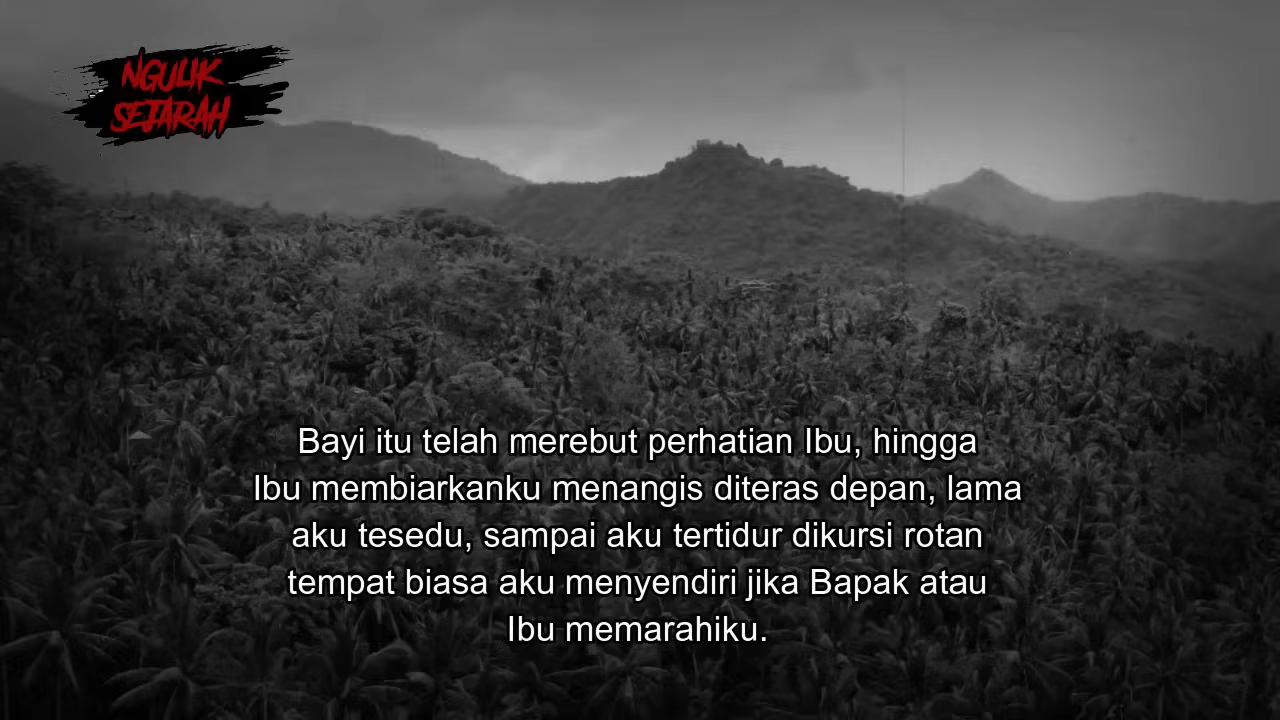 NGULIK
SEJARAH
Bayi itu telah merebut perhatian Ibu, hingga
Ibu membiarkanku menangis diteras depan, lama
aku tesedu, sampai aku tertidur dikursi rotan
tempat biasa aku menyendiri jika Bapak atau
Ibu memarahiku.